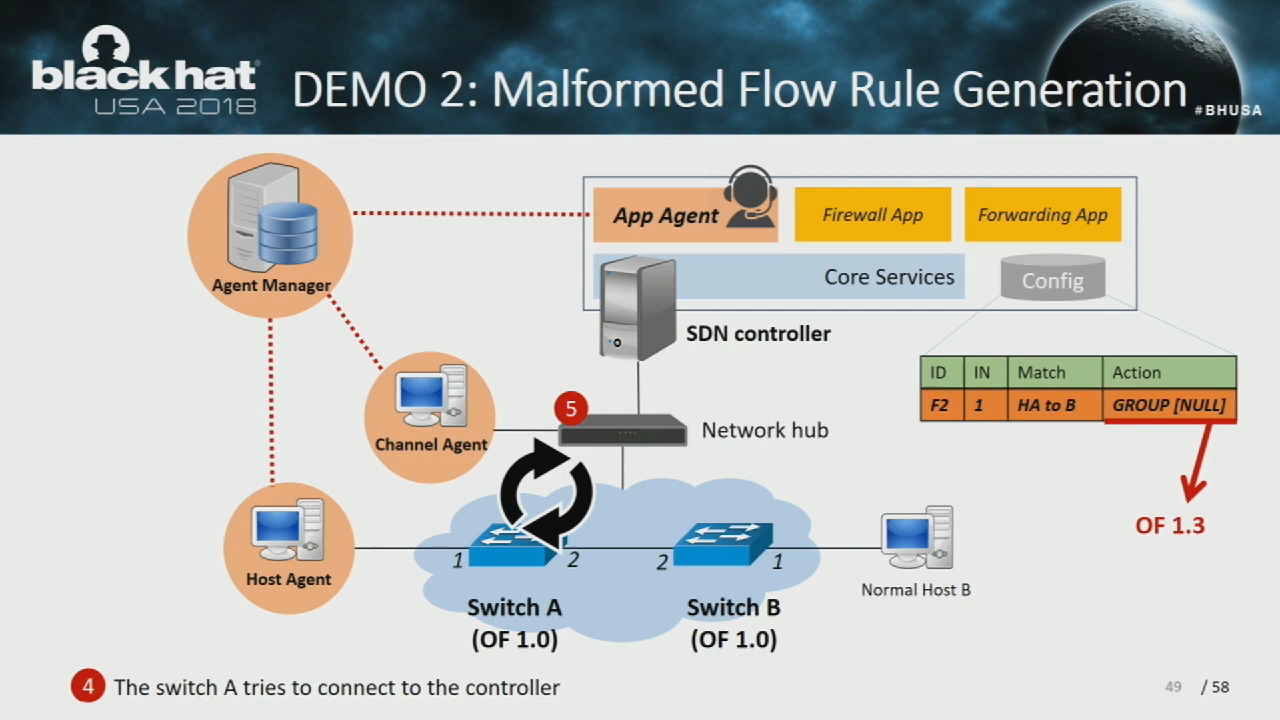 black hat
USA 2018
DEMO 2: Malformed Flow Rule Generation
#BHUSA
Agent Manager
App Agent
Firewall App
Forwarding App
Core Services
Config
SDN controller
ID IN Match Action
F2 1 HA to B GROUP [NULL]
OF 1.3
Channel Agent
5
Network hub
Host Agent
1 2 2 1
Switch A
(OF 1.0)
Switch B
(OF 1.0)
Normal Host B
4 The switch A tries to connect to the controller
49 / 58